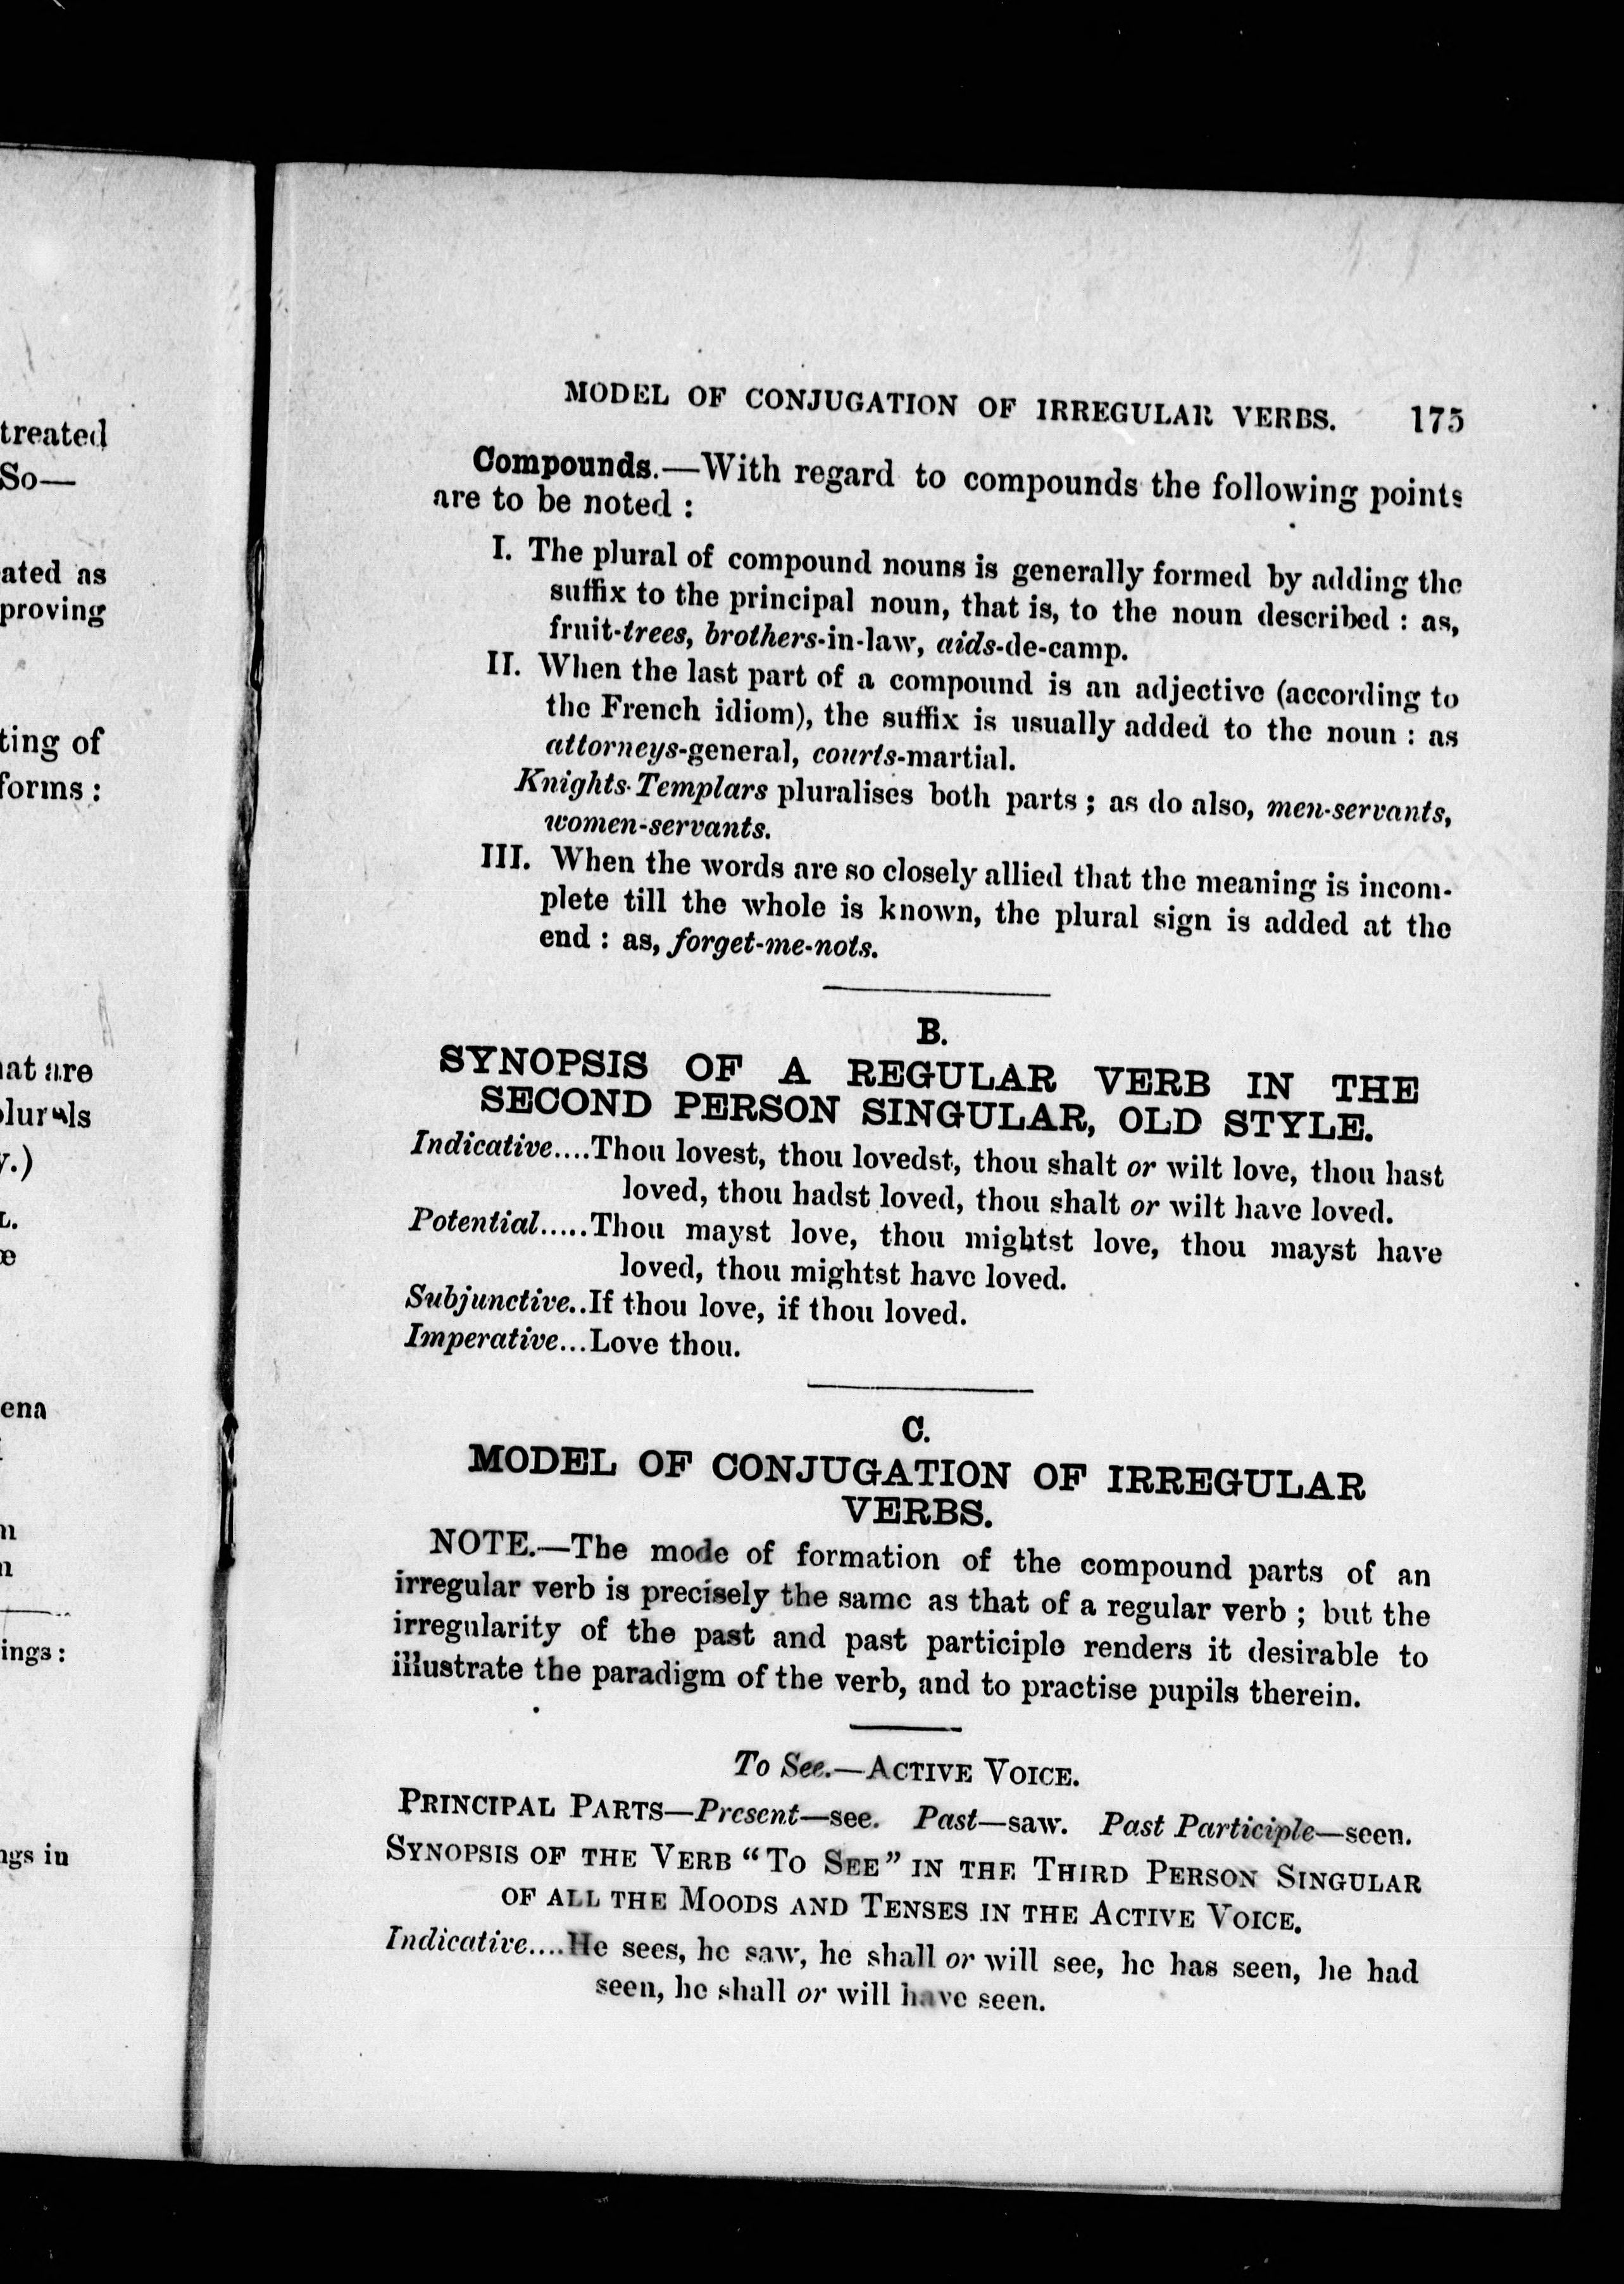 treated
So—
ated as
proving
ting of
forms :
at are
plurals
y.)
L.
æ
ena
n
n
ings :
ngs in
MODEL OF CONJUGATION OF IRREGULAR VERBS. 175
Compounds.—With regard to compounds the following points
are to be noted :
I. The plural of compound nouns is generally formed by adding the
suffix to the principal noun, that is, to the noun described : as,
fruit-trees, brothers-in-law, aids-de-camp.
II. When the last part of a compound is an adjective (according to
the French idiom), the suffix is usually added to the noun : as
attorneys-general, courts-martial.
Knights-Templars pluralises both parts ; as do also, men-servants,
women-servants.
III. When the words are so closely allied that the meaning is incom-
plete till the whole is known, the plural sign is added at the
end : as, forget-me-nots.
B.
SYNOPSIS OF A REGULAR VERB IN THE
SECOND PERSON SINGULAR, OLD STYLE.
Indicative....Thou lovest, thou lovedst, thou shalt or wilt love, thou hast
loved, thou hadst loved, thou shalt or wilt have loved.
Potential.....Thou mayst love, thou mightst love, thou mayst have
loved, thou mightst have loved.
Subjunctive..If thou love, if thou loved.
Imperative...Love thou.
C.
MODEL OF CONJUGATION OF IRREGULAR
VERBS.
NOTE.—The mode of formation of the compound parts of an
irregular verb is precisely the same as that of a regular verb ; but the
irregularity of the past and past participle renders it desirable to
illustrate the paradigm of the verb, and to practise pupils therein.
To See.—ACTIVE VOICE.
PRINCIPAL PARTS—Present—see. Past—saw. Past Participle—seen.
SYNOPSIS OF THE VERB "TO SEE" IN THE THIRD PERSON SINGULAR
OF ALL THE MOODS AND TENSES IN THE ACTIVE VOICE.
Indicative....He sees, he saw, he shall or will see, he has seen, he had
seen, he shall or will have seen.